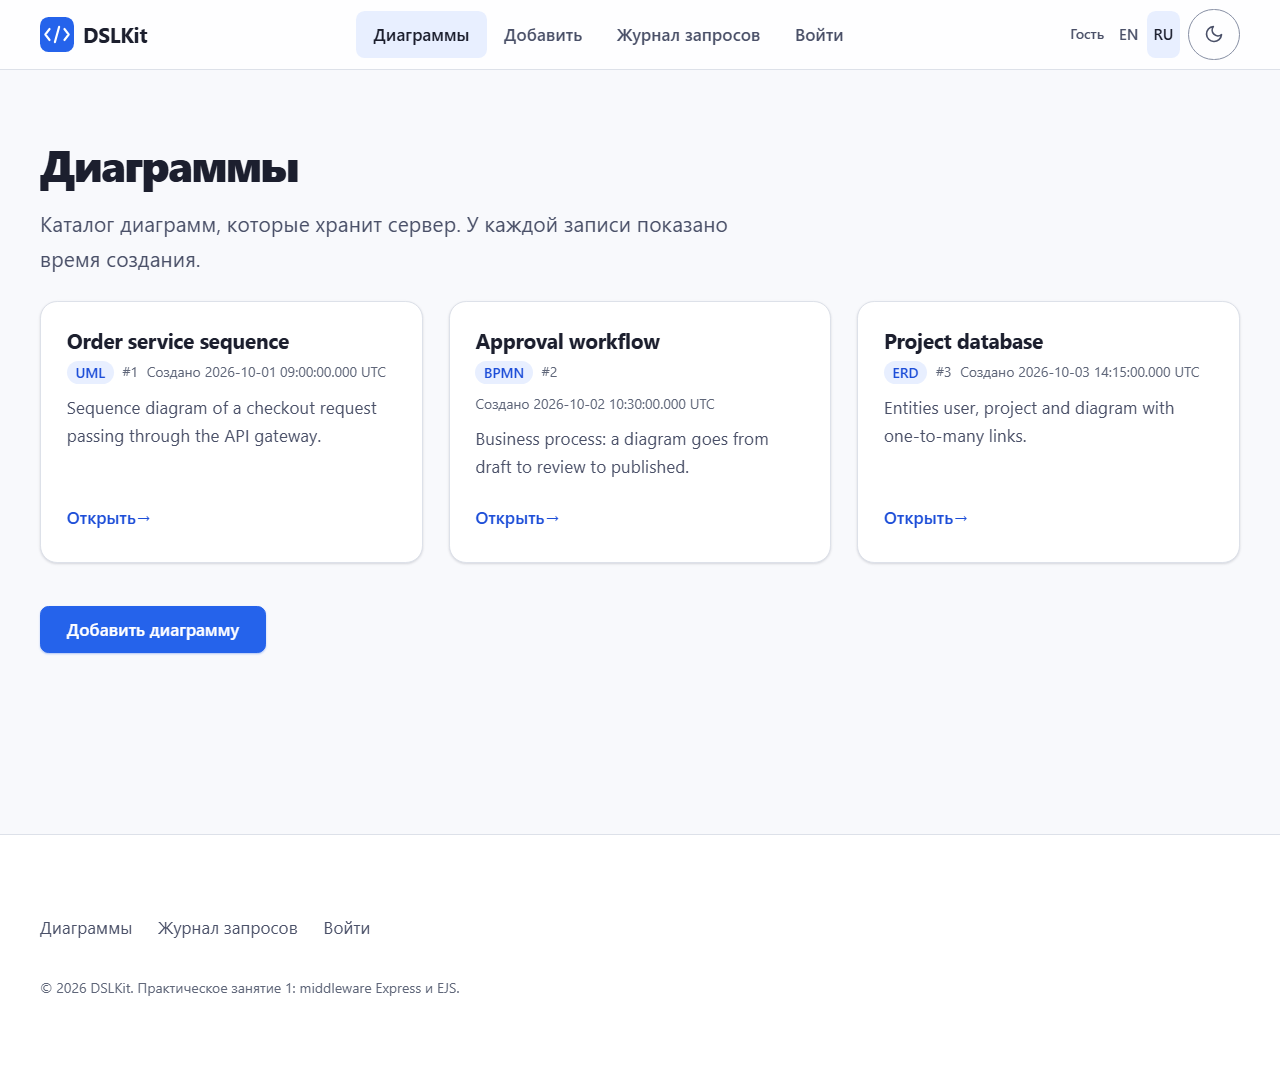 DSLKit
Диаграммы
Добавить
Журнал запросов
Войти
Гость
EN
RU
Диаграммы
Каталог диаграмм, которые хранит сервер. У каждой записи показано
время создания.
Order service sequence
UML #1 Создано 2026-10-01 09:00:00.000 UTC
Sequence diagram of a checkout request
passing through the API gateway.
Открыть→
Approval workflow
BPMN #2
Создано 2026-10-02 10:30:00.000 UTC
Business process: a diagram goes from
draft to review to published.
Открыть→
Project database
ERD #3 Создано 2026-10-03 14:15:00.000 UTC
Entities user, project and diagram with
one-to-many links.
Открыть→
Добавить диаграмму
Диаграммы Журнал запросов Войти
© 2026 DSLKit. Практическое занятие 1: middleware Express и EJS.